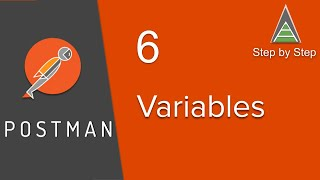 6
Step by Step
Variables
POSTMAN